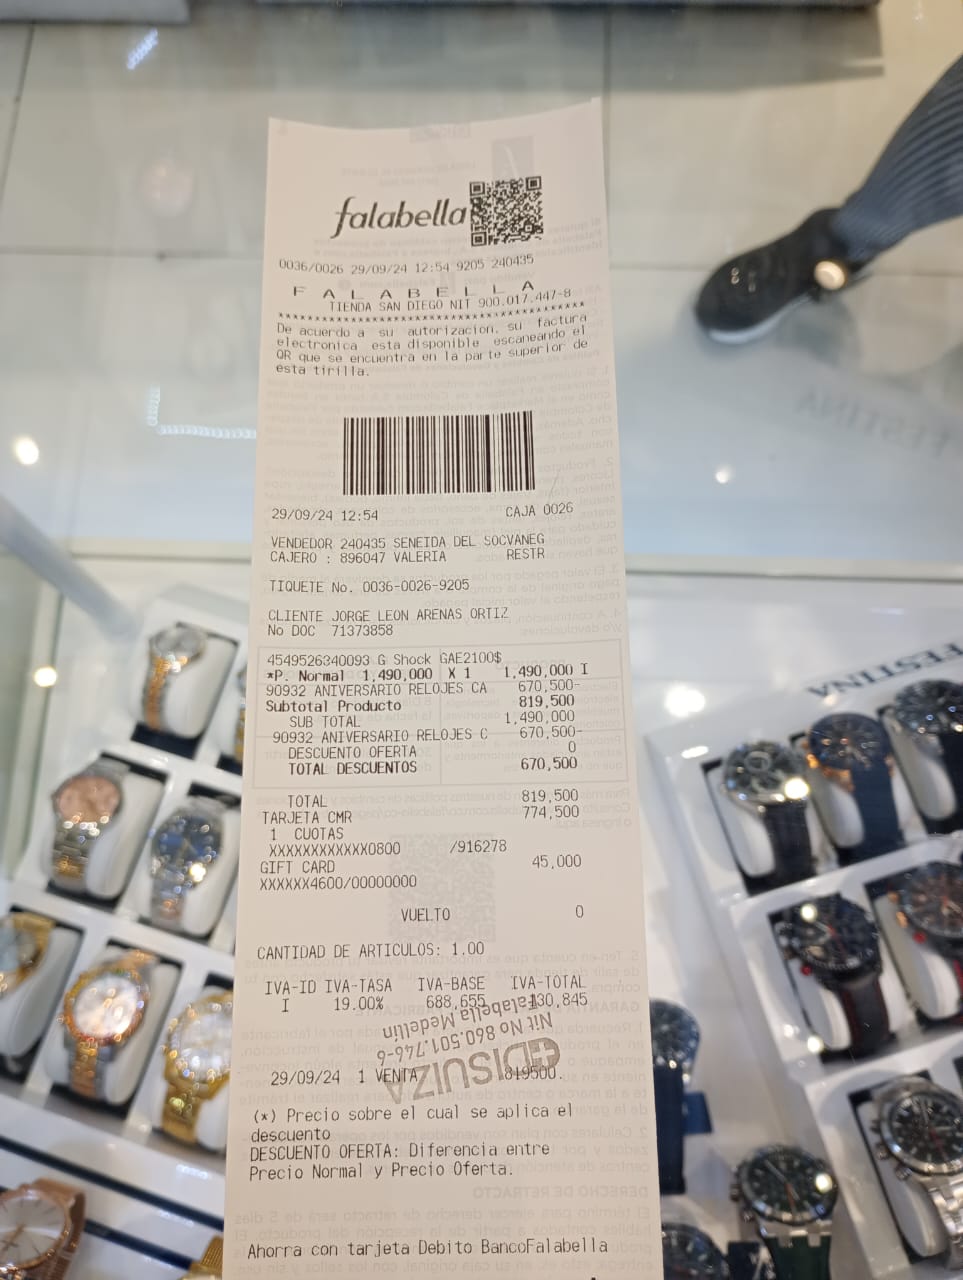 falabella
0036/0026 29/09/24 12:54 9205 240435
F A L A B E L L A
TIENDA SAN DIEGO NIT 900.017.447-8
****************************************
De acuerdo a su autorizacion, su factura
electronica esta disponible escaneando el
QR que se encuentra en la parte superior de
esta tirilla.
29/09/24 12:54 CAJA 0026
VENDEDOR 240435 SENEIDA DEL SOCVANEG
CAJERO : 896047 VALERIA RESTR
TIQUETE No. 0036-0026-9205
CLIENTE JORGE LEON ARENAS ORTIZ
No DOC 71373858
4549526340093 G Shock GAE2100$
*P. Normal 1,490,000 X 1 1,490,000 I
90932 ANIVERSARIO RELOJES CA 670,500-
Subtotal Producto 819,500
SUB TOTAL 1,490,000
90932 ANIVERSARIO RELOJES C 670,500-
DESCUENTO OFERTA 0
TOTAL DESCUENTOS 670,500
TOTAL 819,500
TARJETA CMR 774,500
1 CUOTAS
XXXXXXXXXXXX0800 /916278
GIFT CARD 45,000
XXXXXX4600/00000000
VUELTO 0
CANTIDAD DE ARTICULOS: 1.00
IVA-ID IVA-TASA IVA-BASE IVA-TOTAL
I 19.00% 688,655 130,845
Falabella Medellín
Nit No 860.501.746-6
DISUIZA
29/09/24 1 VENTA 819500.
(*) Precio sobre el cual se aplica el
descuento
DESCUENTO OFERTA: Diferencia entre
Precio Normal y Precio Oferta.
Ahorra con tarjeta Debito BancoFalabella
FESTINA
FESTINA